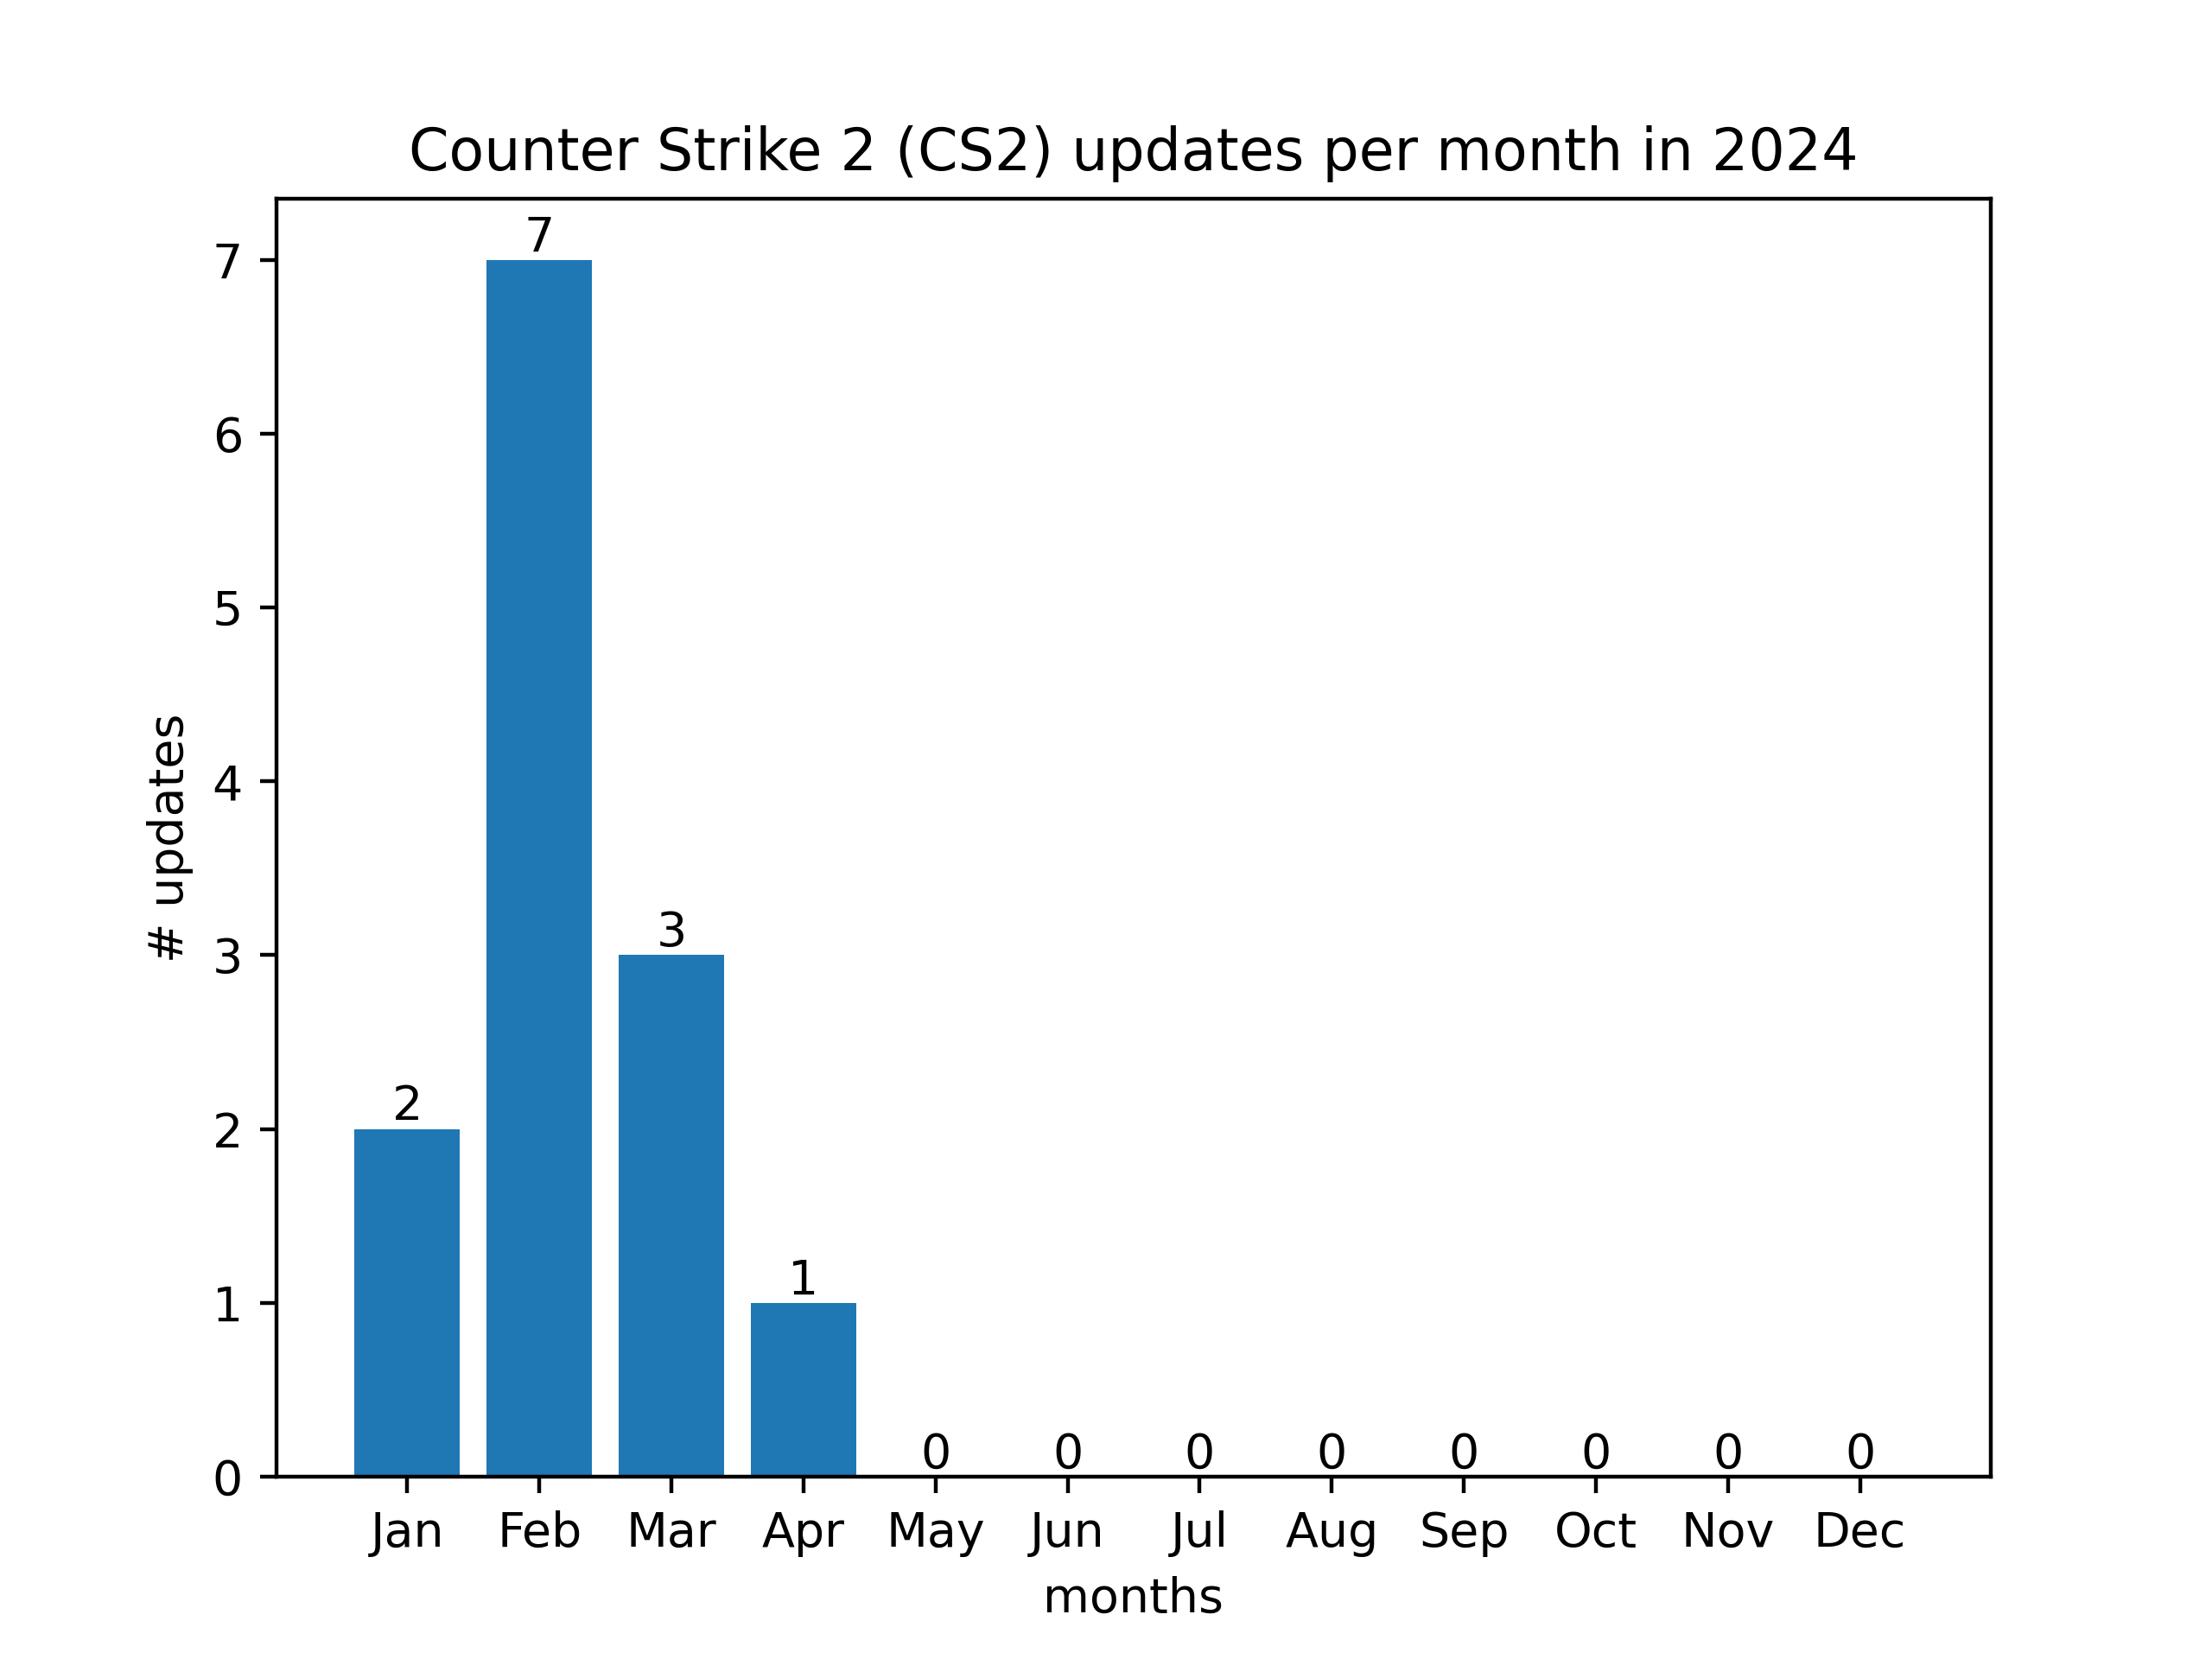 Counter Strike 2 (CS2) updates per month in 2024
# updates
7
6
5
4
3
2
1
0
2
7
3
1
0 0 0 0 0 0 0 0
Jan Feb Mar Apr May Jun Jul Aug Sep Oct Nov Dec
months